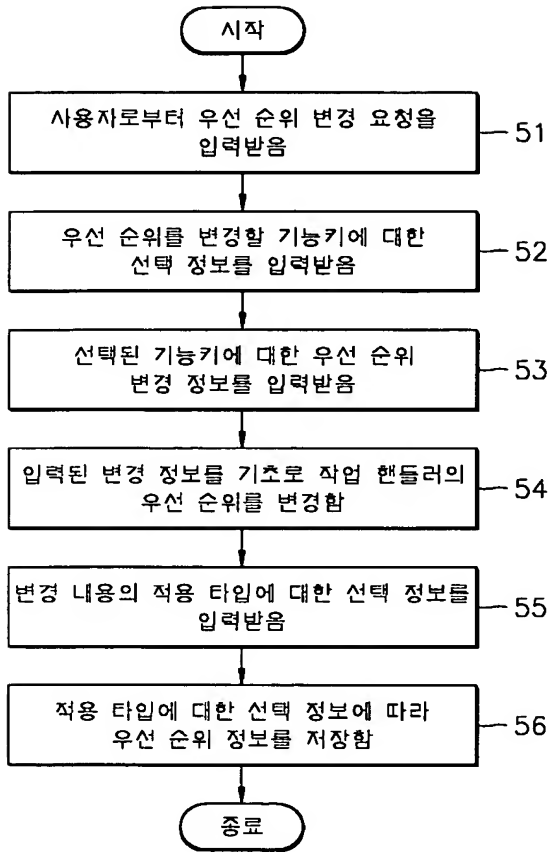 시작
사용자로부터 우선 순위 변경 요청을
입력받음
51
우선 순위를 변경할 기능키에 대한
선택 정보를 입력받음
52
선택된 기능키에 대한 우선 순위
변경 정보를 입력받음
53
입력된 변경 정보를 기초로 작업 핸들러의
우선 순위를 변경함
54
변경 내용의 적용 타입에 대한 선택 정보를
입력받음
55
적용 타입에 대한 선택 정보에 따라
우선 순위 정보를 저장함
56
종료